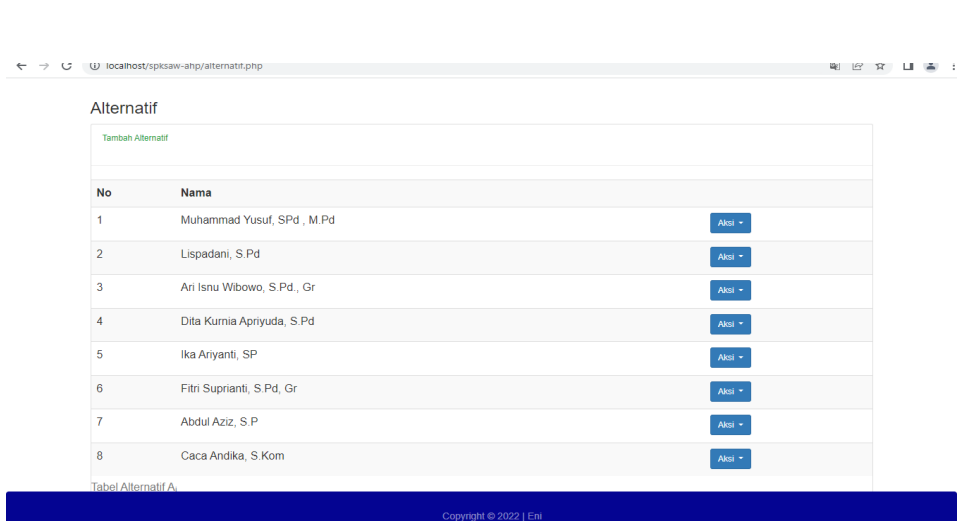 localhost/spksaw-ahp/alternatif.php
Alternatif
Tambah Alternatif
No Nama
1 Muhammad Yusuf, SPd , M.Pd Aksi
2 Lispadani, S.Pd Aksi
3 Ari Isnu Wibowo, S.Pd., Gr Aksi
4 Dita Kurnia Apriyuda, S.Pd Aksi
5 Ika Ariyanti, SP Aksi
6 Fitri Suprianti, S.Pd, Gr Aksi
7 Abdul Aziz, S.P Aksi
8 Caca Andika, S.Kom Aksi
Tabel Alternatif Ai
Copyright © 2022 | Eni